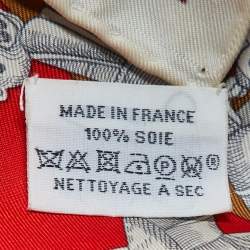 MADE IN FRANCE
100% SOIE
NETTOYAGE A SEC